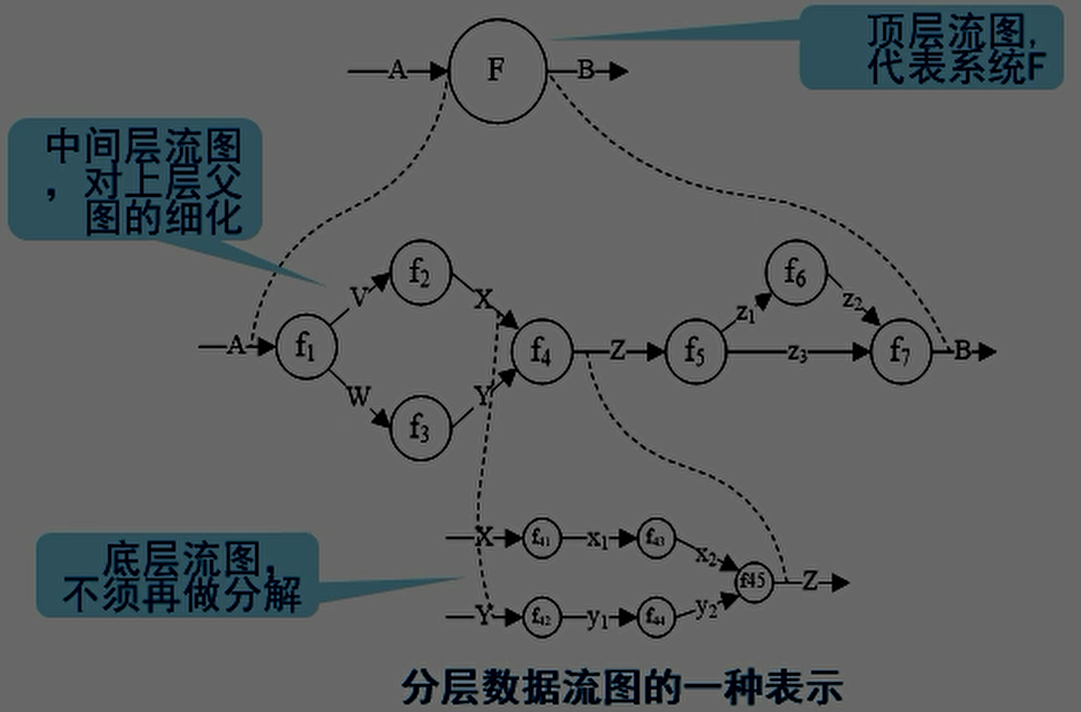 A F B
顶层流图,
代表系统F
中间层流图
，对上层父
图的细化
f2
f6
V X
z1 z2
A f1 f4 Z f5 z3 f7 B
W Y
f3
底层流图,
不须再做分解
X f41 x1 f43 x2
f45 Z
Y f42 y1 f44 y2
分层数据流图的一种表示